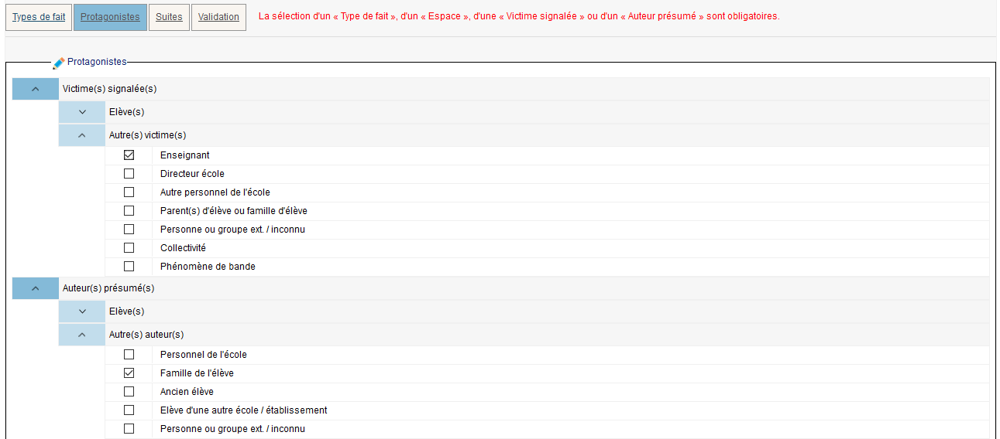 Types de fait Protagonistes Suites Validation La sélection d'un « Type de fait », d'un « Espace », d'une « Victime signalée » ou d'un « Auteur présumé » sont obligatoires.
Protagonistes
Victime(s) signalée(s)
Elève(s)
Autre(s) victime(s)
Enseignant
Directeur école
Autre personnel de l'école
Parent(s) d'élève ou famille d'élève
Personne ou groupe ext. / inconnu
Collectivité
Phénomène de bande
Auteur(s) présumé(s)
Elève(s)
Autre(s) auteur(s)
Personnel de l'école
Famille de l'élève
Ancien élève
Elève d'une autre école / établissement
Personne ou groupe ext. / inconnu